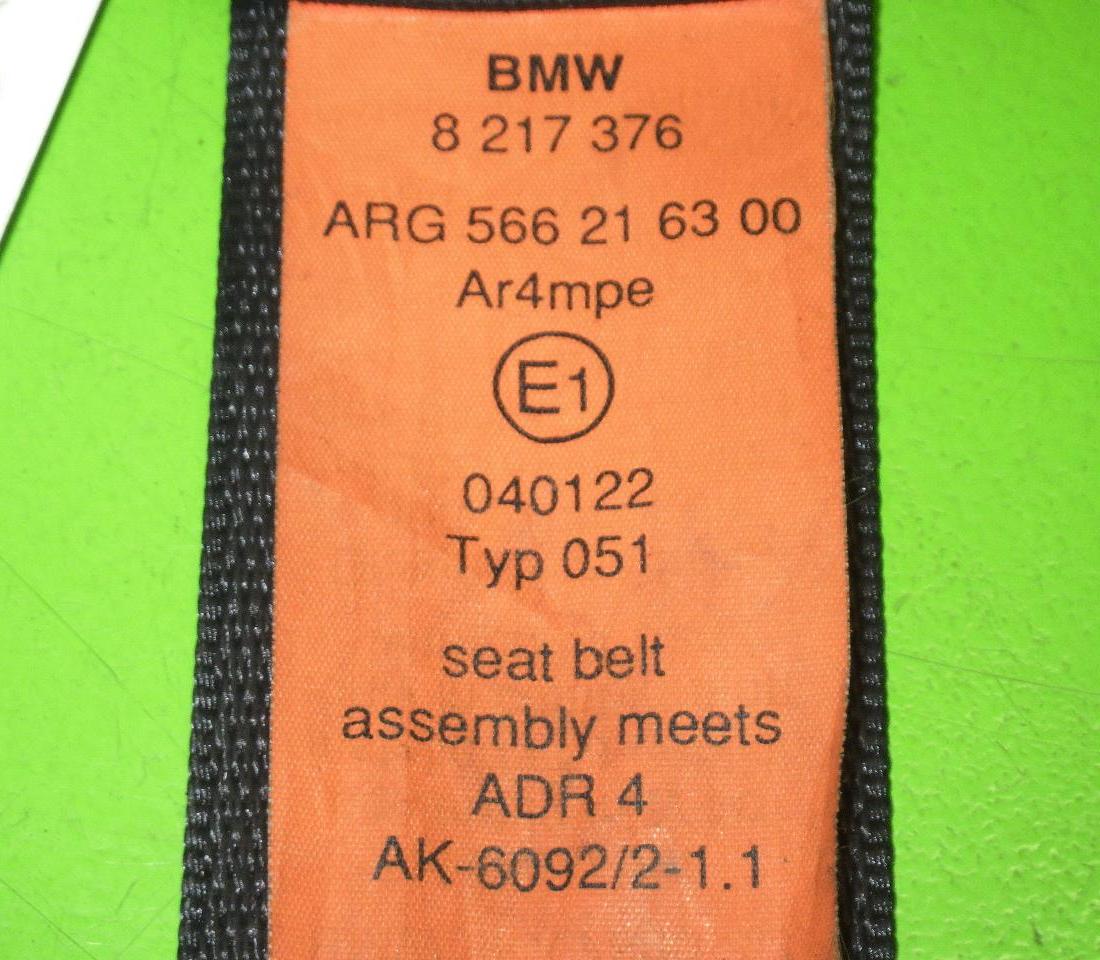 BMW
8 217 376
ARG 566 21 63 00
Ar4mpe
E1
040122
Typ 051
seat belt
assembly meets
ADR 4
AK-6092/2-1.1